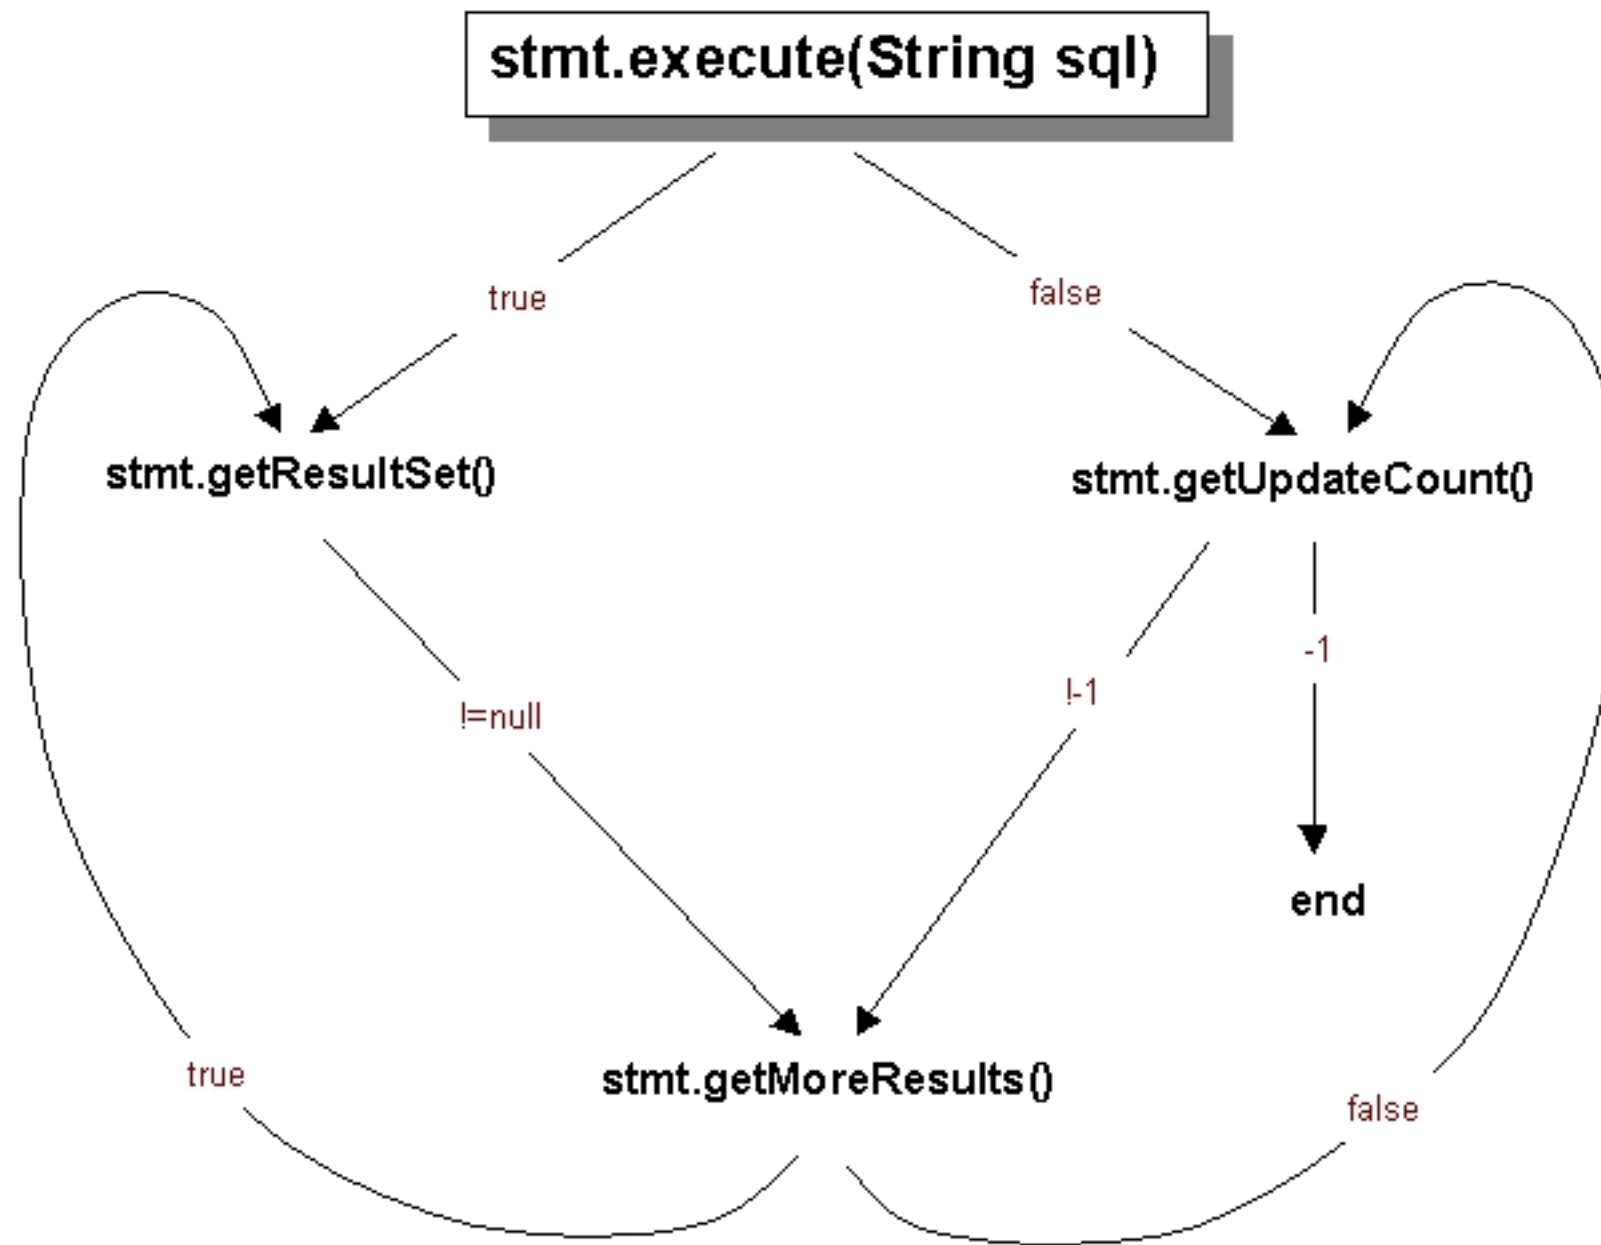 stmt.execute(String sql)
true
false
stmt.getResultSet()
stmt.getUpdateCount()
-1
!-1
!=null
end
true
stmt.getMoreResults()
false